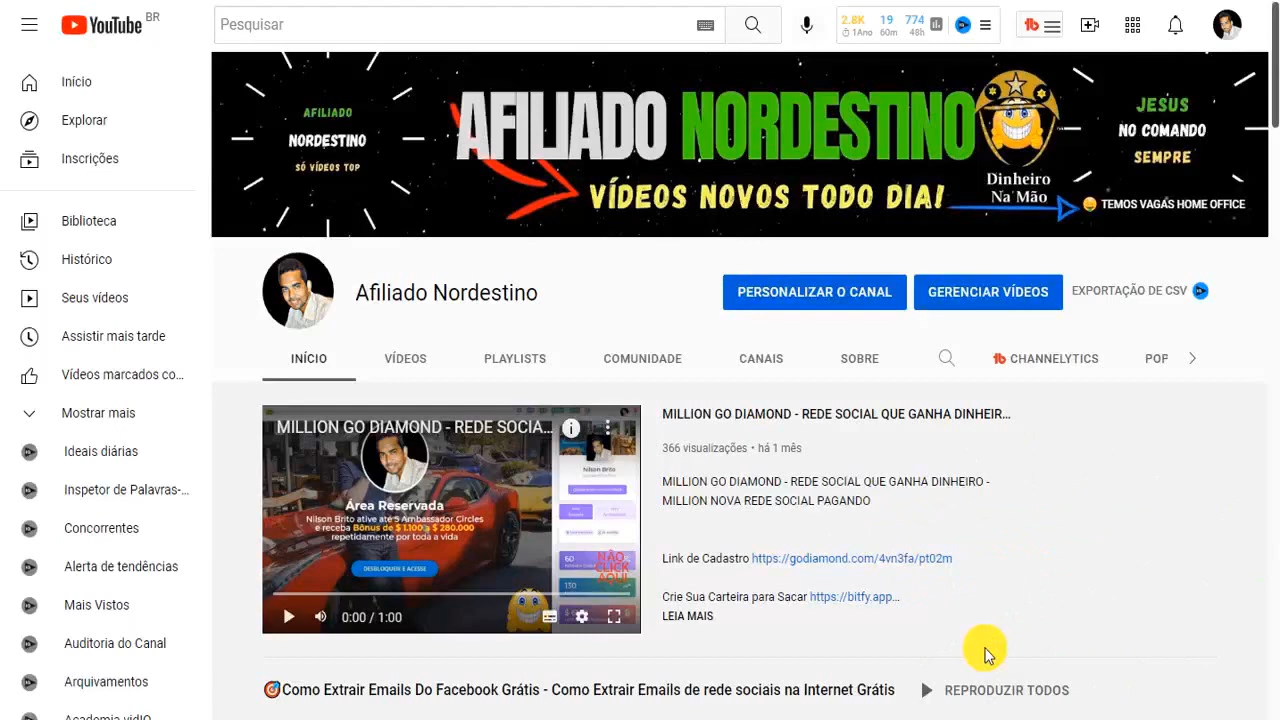 YouTube BR
Pesquisar
2.8K 19 774
1Ano 60m 48h
tb
Início
Explorar
Inscrições
Biblioteca
Histórico
Seus vídeos
Assistir mais tarde
Vídeos marcados co...
Mostrar mais
Ideais diárias
Inspetor de Palavras-...
Concorrentes
Alerta de tendências
Mais Vistos
Auditoria do Canal
Arquivamentos
Academia vidIQ
AFILIADO
NORDESTINO
SÓ VÍDEOS TOP
AFILIADO NORDESTINO
VÍDEOS NOVOS TODO DIA!
Dinheiro
Na Mão
JESUS
NO COMANDO
SEMPRE
TEMOS VAGAS HOME OFFICE
Afiliado Nordestino
PERSONALIZAR O CANAL
GERENCIAR VÍDEOS
EXPORTAÇÃO DE CSV
INÍCIO
VÍDEOS
PLAYLISTS
COMUNIDADE
CANAIS
SOBRE
tb CHANNELYTICS
POP
MILLION GO DIAMOND - REDE SOCIA...
Área Reservada
Nilson Brito ative até 5 Ambassador Circles
e receba Bônus de $ 1.100 a $ 280.000
repetidamente por toda a vida
DESBLOQUEIE E ACESSE
Nilson Brito
60
130
NÃO
CLICK
AQUI
0:00 / 1:00
MILLION GO DIAMOND - REDE SOCIAL QUE GANHA DINHEIR...
366 visualizações • há 1 mês
MILLION GO DIAMOND - REDE SOCIAL QUE GANHA DINHEIRO -
MILLION NOVA REDE SOCIAL PAGANDO
Link de Cadastro https://godiamond.com/4vn3fa/pt02m
Crie Sua Carteira para Sacar https://bitfy.app...
LEIA MAIS
Como Extrair Emails Do Facebook Grátis - Como Extrair Emails de rede sociais na Internet Grátis
REPRODUZIR TODOS